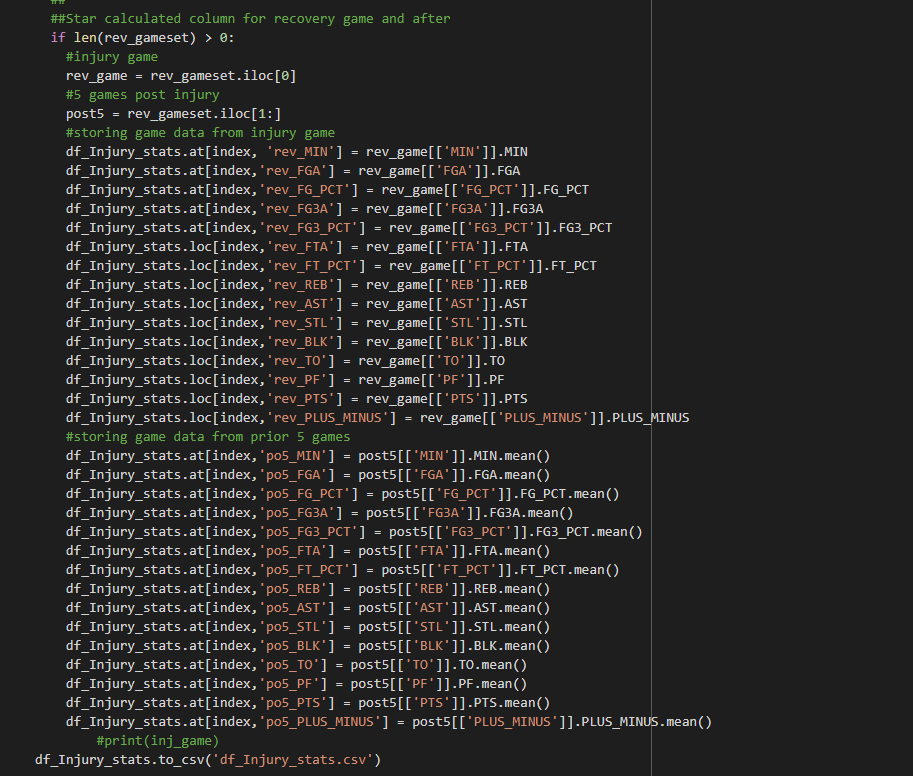 ##
##Star calculated column for recovery game and after
if len(rev_gameset) > 0:
#injury game
rev_game = rev_gameset.iloc[0]
#5 games post injury
post5 = rev_gameset.iloc[1:]
#storing game data from injury game
df_Injury_stats.at[index, 'rev_MIN'] = rev_game[['MIN']].MIN
df_Injury_stats.at[index,'rev_FGA'] = rev_game[['FGA']].FGA
df_Injury_stats.at[index,'rev_FG_PCT'] = rev_game[['FG_PCT']].FG_PCT
df_Injury_stats.at[index,'rev_FG3A'] = rev_game[['FG3A']].FG3A
df_Injury_stats.at[index,'rev_FG3_PCT'] = rev_game[['FG3_PCT']].FG3_PCT
df_Injury_stats.loc[index,'rev_FTA'] = rev_game[['FTA']].FTA
df_Injury_stats.loc[index,'rev_FT_PCT'] = rev_game[['FT_PCT']].FT_PCT
df_Injury_stats.loc[index,'rev_REB'] = rev_game[['REB']].REB
df_Injury_stats.loc[index,'rev_AST'] = rev_game[['AST']].AST
df_Injury_stats.loc[index,'rev_STL'] = rev_game[['STL']].STL
df_Injury_stats.loc[index,'rev_BLK'] = rev_game[['BLK']].BLK
df_Injury_stats.loc[index,'rev_TO'] = rev_game[['TO']].TO
df_Injury_stats.loc[index,'rev_PF'] = rev_game[['PF']].PF
df_Injury_stats.loc[index,'rev_PTS'] = rev_game[['PTS']].PTS
df_Injury_stats.loc[index,'rev_PLUS_MINUS'] = rev_game[['PLUS_MINUS']].PLUS_MINUS
#storing game data from prior 5 games
df_Injury_stats.at[index,'po5_MIN'] = post5[['MIN']].MIN.mean()
df_Injury_stats.at[index,'po5_FGA'] = post5[['FGA']].FGA.mean()
df_Injury_stats.at[index,'po5_FG_PCT'] = post5[['FG_PCT']].FG_PCT.mean()
df_Injury_stats.at[index,'po5_FG3A'] = post5[['FG3A']].FG3A.mean()
df_Injury_stats.at[index,'po5_FG3_PCT'] = post5[['FG3_PCT']].FG3_PCT.mean()
df_Injury_stats.at[index,'po5_FTA'] = post5[['FTA']].FTA.mean()
df_Injury_stats.at[index,'po5_FT_PCT'] = post5[['FT_PCT']].FT_PCT.mean()
df_Injury_stats.at[index,'po5_REB'] = post5[['REB']].REB.mean()
df_Injury_stats.at[index,'po5_AST'] = post5[['AST']].AST.mean()
df_Injury_stats.at[index,'po5_STL'] = post5[['STL']].STL.mean()
df_Injury_stats.at[index,'po5_BLK'] = post5[['BLK']].BLK.mean()
df_Injury_stats.at[index,'po5_TO'] = post5[['TO']].TO.mean()
df_Injury_stats.at[index,'po5_PF'] = post5[['PF']].PF.mean()
df_Injury_stats.at[index,'po5_PTS'] = post5[['PTS']].PTS.mean()
df_Injury_stats.at[index,'po5_PLUS_MINUS'] = post5[['PLUS_MINUS']].PLUS_MINUS.mean()
#print(inj_game)
df_Injury_stats.to_csv('df_Injury_stats.csv')